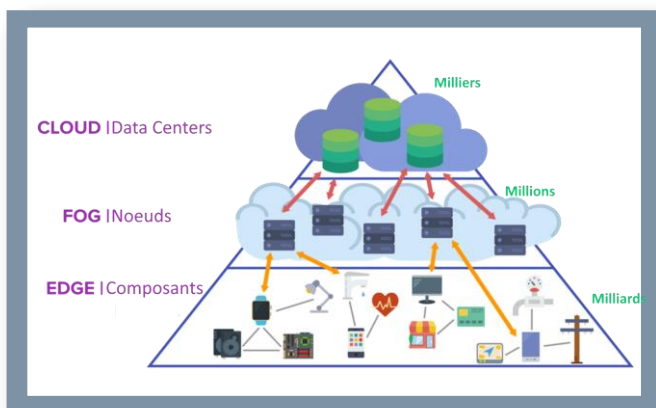 Milliers
CLOUD | Data Centers
Millions
FOG | Noeuds
EDGE | Composants
Milliards